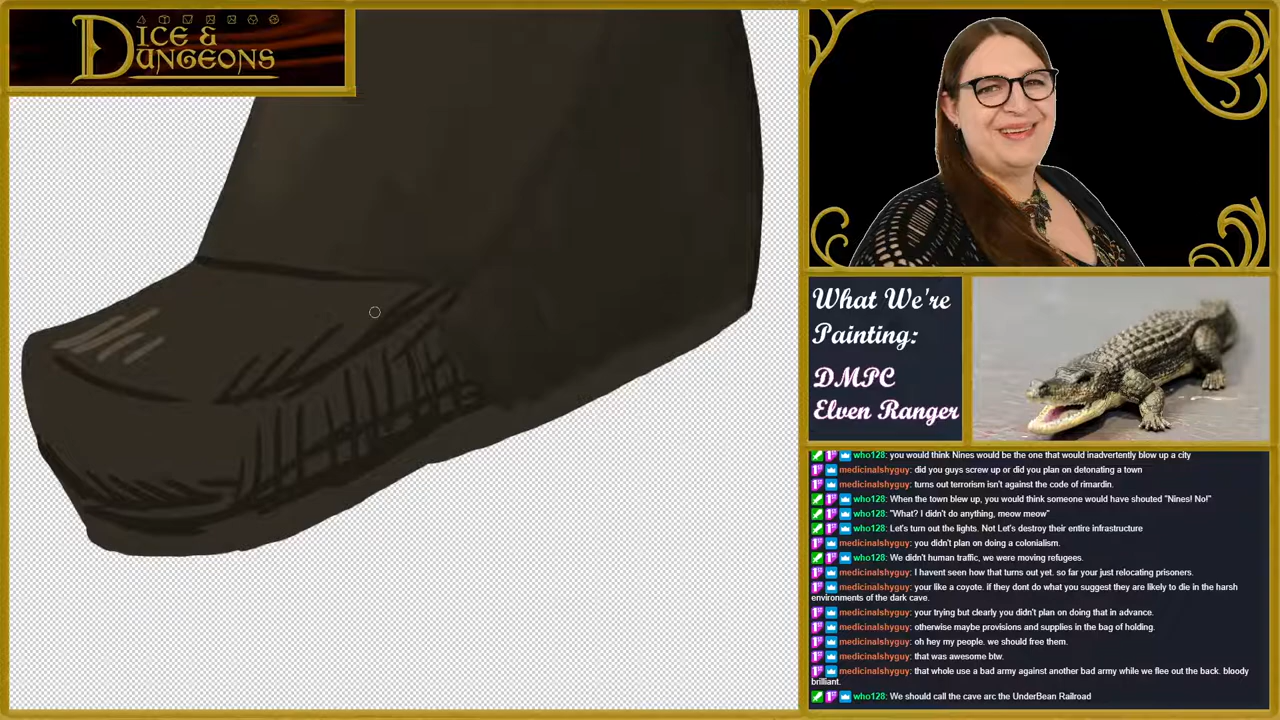 DICE &
DUNGEONS
What We're
Painting:
DMPC
Elven Ranger
who128: you would think Nines would be the one that would inadvertently blow up a city
medicinalshyguy: did you guys screw up or did you plan on detonating a town
medicinalshyguy: turns out terrorism isn't against the code of rimardin.
who128: When the town blew up, you would think someone would have shouted "Nines! No!"
who128: "What? I didn't do anything, meow meow"
who128: Let's turn out the lights. Not Let's destroy their entire infrastructure
medicinalshyguy: you didn't plan on doing a colonialism.
who128: We didn't human traffic, we were moving refugees.
medicinalshyguy: I havent seen how that turns out yet. so far your just relocating prisoners.
medicinalshyguy: your like a coyote. if they dont do what you suggest they are likely to die in the harsh
environments of the dark cave.
medicinalshyguy: your trying but clearly you didn't plan on doing that in advance.
medicinalshyguy: otherwise maybe provisions and supplies in the bag of holding.
medicinalshyguy: oh hey my people. we should free them.
medicinalshyguy: that was awesome btw.
medicinalshyguy: that whole use a bad army against another bad army while we flee out the back. bloody
brilliant.
who128: We should call the cave arc the UnderBean Railroad